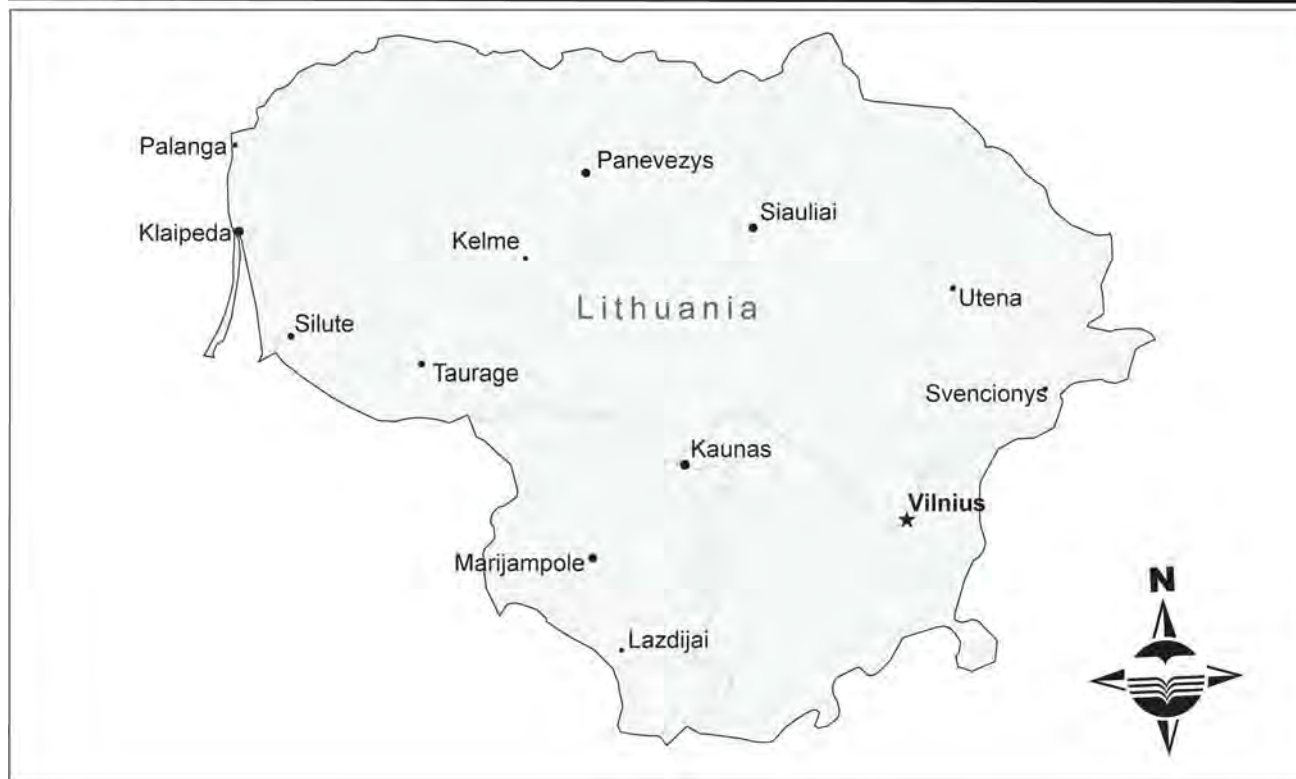 Palanga
Panevezys
Siauliai
Klaipeda
Kelme
Utena
Lithuania
Silute
Taurage
Svencionys
Kaunas
Vilnius
Marijampole
N
Lazdijai